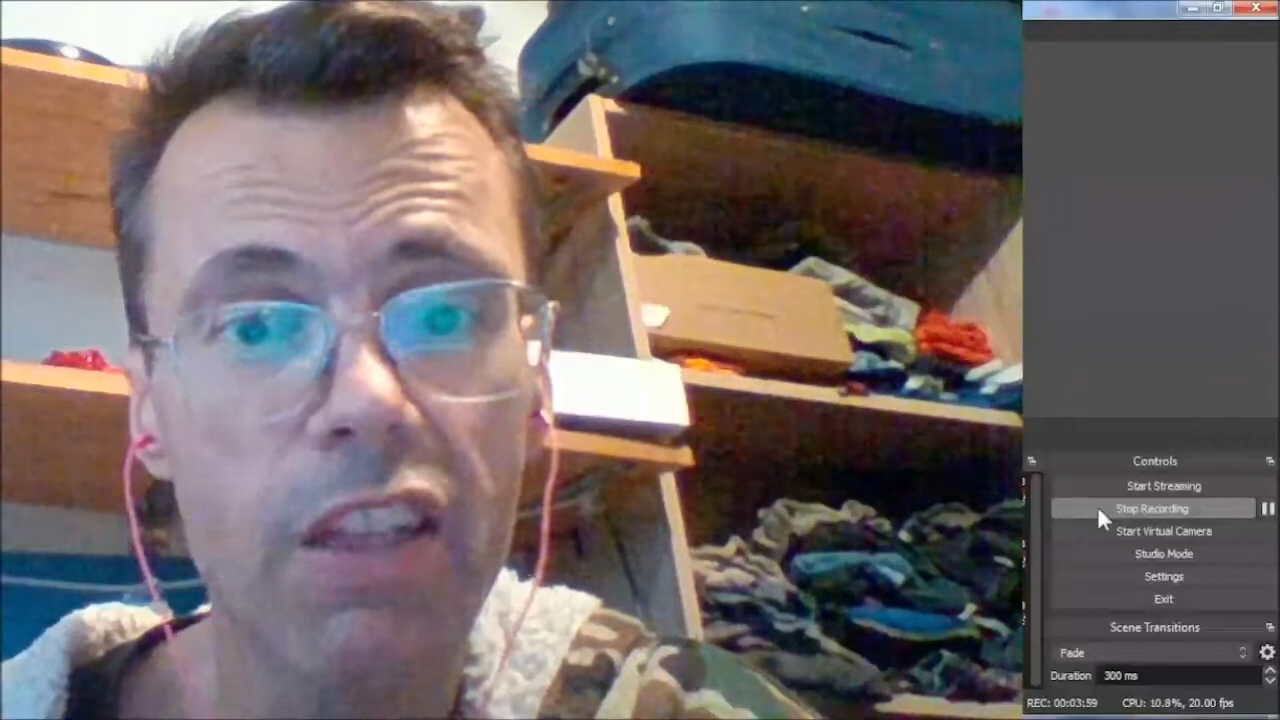 Controls
Start Streaming
Stop Recording
Start Virtual Camera
Studio Mode
Settings
Exit
Scene Transitions
Fade
Duration 300 ms
REC: 00:03:59 CPU: 10.8%, 20.00 fps